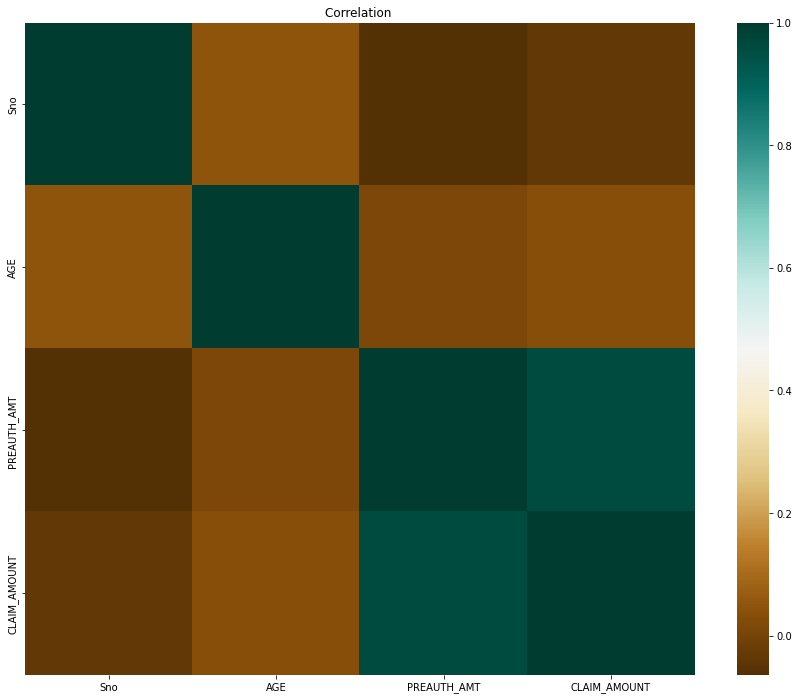 Correlation
Sno
AGE
PREAUTH_AMT
CLAIM_AMOUNT
Sno
AGE
PREAUTH_AMT
CLAIM_AMOUNT
1.0
0.8
0.6
0.4
0.2
0.0